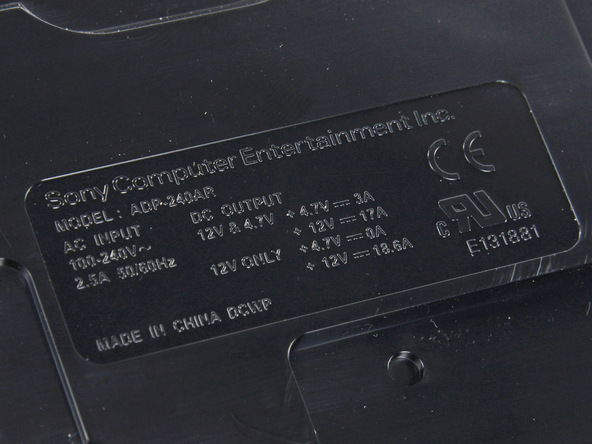 Sony Computer Entertainment Inc.
MODEL : ADP-240AR
AC INPUT
100-240V~
2.5A 50/60Hz
DC OUTPUT
12V & 4.7V + 4.7V ⎓ 3A
+ 12V ⎓ 17A
12V ONLY + 4.7V ⎓ 0A
+ 12V ⎓ 18.6A
CE
C RU US
E131881
MADE IN CHINA DCWP